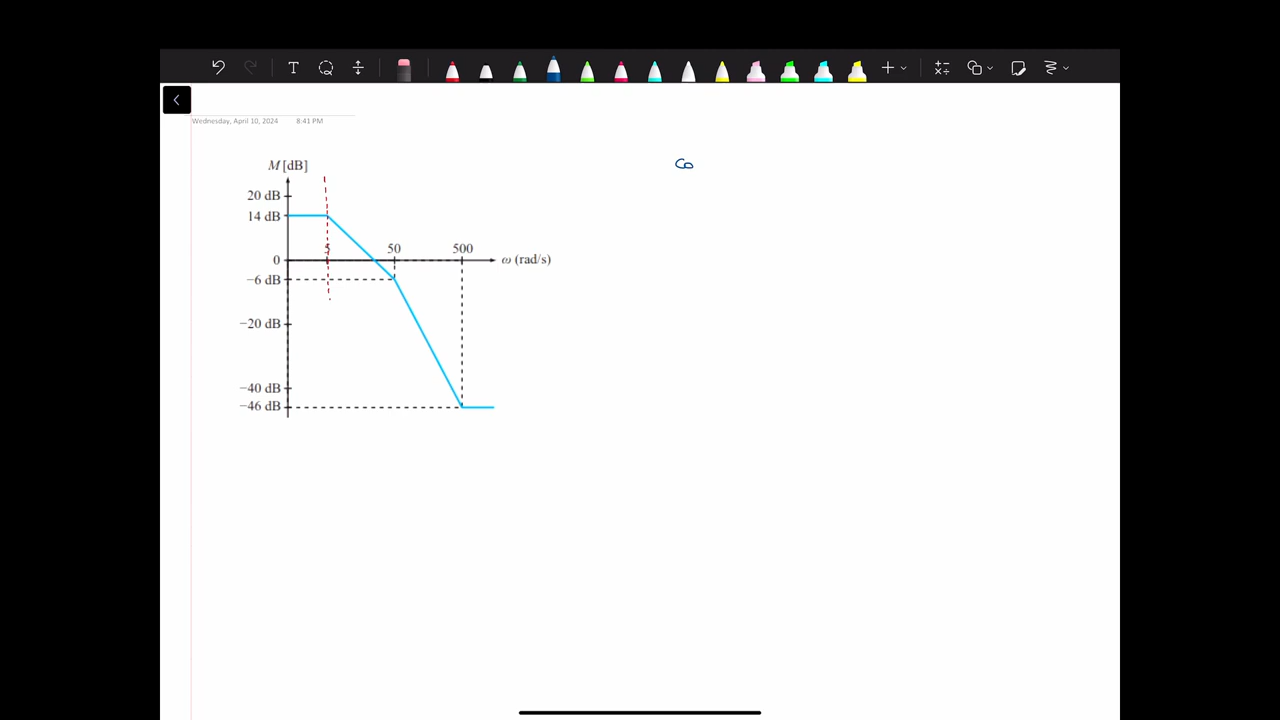 T
Wednesday, April 10, 2024 8:41 PM
M [dB]
Co
20 dB
14 dB
5 50 500
0 ω (rad/s)
−6 dB
−20 dB
−40 dB
−46 dB